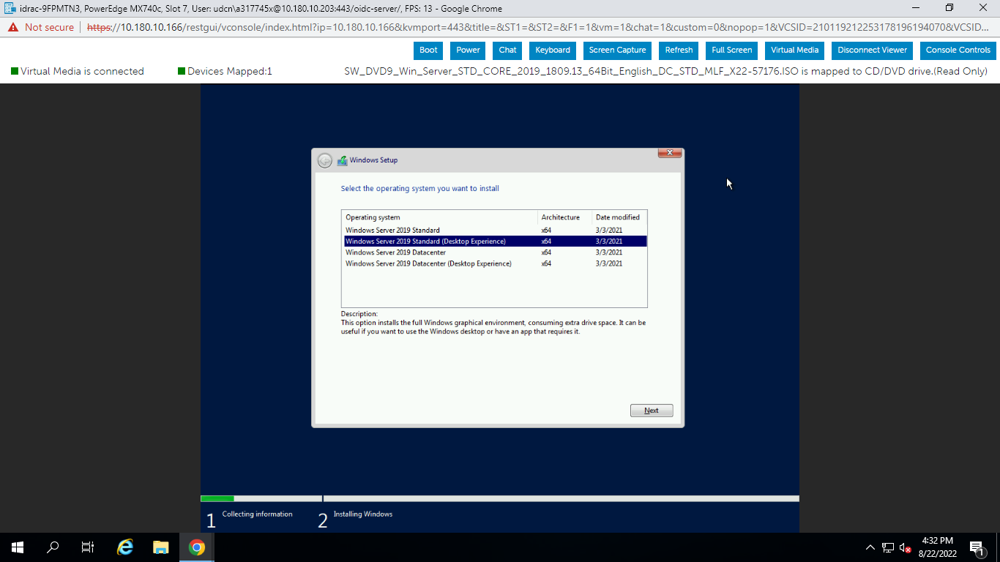 idrac-9FPMTN3, PowerEdge MX740c, Slot 7, User: udcn\a317745x@10.180.10.203:443/oidc-server/, FPS: 13 - Google Chrome
Not secure https://10.180.10.166/restgui/vconsole/index.html?ip=10.180.10.166&kvmport=443&title=&ST1=&ST2=&F1=1&vm=1&chat=1&custom=0&nopop=1&VCSID=210119212253178196194070&VCSID...
Boot Power Chat Keyboard Screen Capture Refresh Full Screen Virtual Media Disconnect Viewer Console Controls
Virtual Media is connected Devices Mapped:1 SW_DVD9_Win_Server_STD_CORE_2019_1809.13_64Bit_English_DC_STD_MLF_X22-57176.ISO is mapped to CD/DVD drive.(Read Only)
Windows Setup
Select the operating system you want to install
Operating system Architecture Date modified
Windows Server 2019 Standard x64 3/3/2021
Windows Server 2019 Standard (Desktop Experience) x64 3/3/2021
Windows Server 2019 Datacenter x64 3/3/2021
Windows Server 2019 Datacenter (Desktop Experience) x64 3/3/2021
Description:
This option installs the full Windows graphical environment, consuming extra drive space. It can be
useful if you want to use the Windows desktop or have an app that requires it.
Next
1 Collecting information 2 Installing Windows
4:32 PM
8/22/2022
1